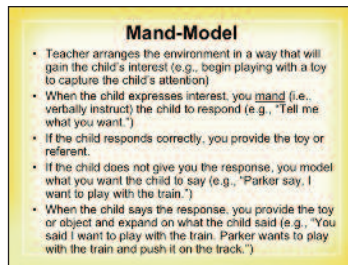 Mand-Model
• Teacher arranges the environment in a way that will
gain the child's interest (e.g., begin playing with a toy
to capture the child's attention)
• When the child expresses interest, you mand (i.e.,
verbally instruct) the child to respond (e.g., "Tell me
what you want.")
• If the child responds correctly, you provide the toy or
referent.
• If the child does not give you the response, you model
what you want the child to say (e.g., "Parker say, I
want to play with the train.")
• When the child says the response, you provide the toy
or object and expand on what the child said (e.g., "You
said I want to play with the train. Parker wants to play
with the train and push it on the track.")